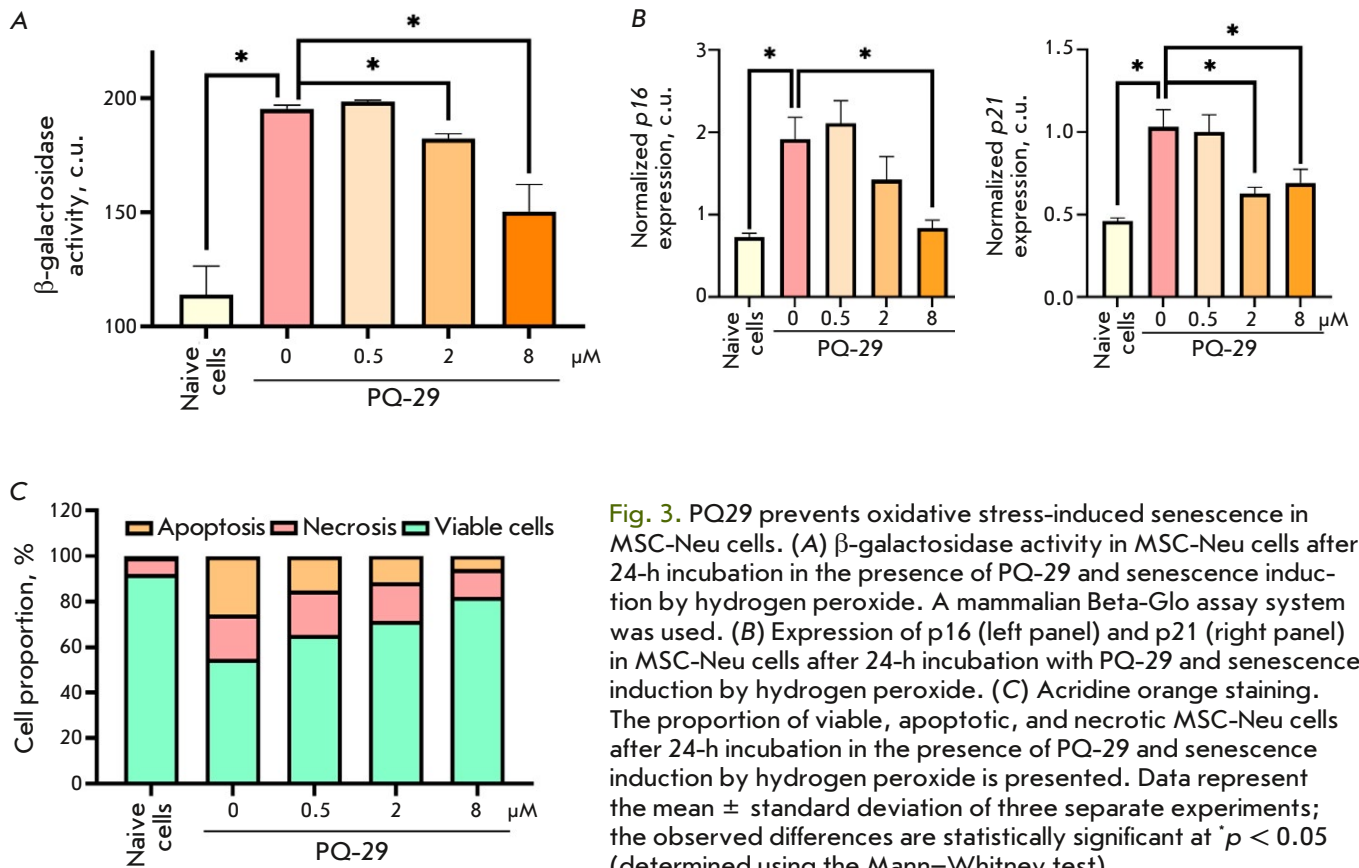 A
β-galactosidase
activity, c.u.
200
150
100
*
*
*
Naive
cells
0
0.5
2
8
μM
PQ-29
B
Normalized p16
expression, c.u.
3
2
1
0
*
*
Naive
cells
0
0.5
2
8
PQ-29
Normalized p21
expression, c.u.
1.5
1.0
0.5
0.0
*
*
*
Naive
cells
0
0.5
2
8
μM
PQ-29
C
Cell proportion, %
120
100
80
60
40
20
0
Apoptosis Necrosis Viable cells
Naive
cells
0
0.5
2
8
μM
PQ-29
Fig. 3. PQ29 prevents oxidative stress-induced senescence in
MSC-Neu cells. (A) β-galactosidase activity in MSC-Neu cells after
24-h incubation in the presence of PQ-29 and senescence induc-
tion by hydrogen peroxide. A mammalian Beta-Glo assay system
was used. (B) Expression of p16 (left panel) and p21 (right panel)
in MSC-Neu cells after 24-h incubation with PQ-29 and senescence
induction by hydrogen peroxide. (C) Acridine orange staining.
The proportion of viable, apoptotic, and necrotic MSC-Neu cells
after 24-h incubation in the presence of PQ-29 and senescence
induction by hydrogen peroxide is presented. Data represent
the mean ± standard deviation of three separate experiments;
the observed differences are statistically significant at *p < 0.05
(determined using the Mann–Whitney test)